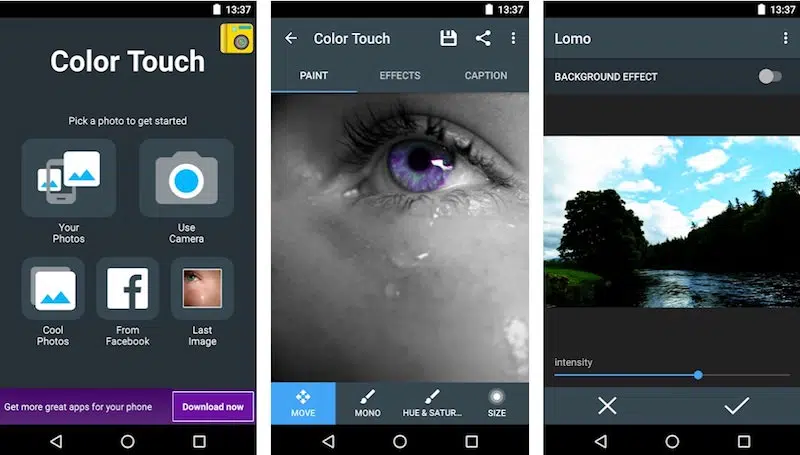 13:37
Color Touch
Pick a photo to get started
Your
Photos
Use
Camera
Cool
Photos
From
Facebook
Last
Image
Get more great apps for your phone
Download now
13:37
Color Touch
PAINT EFFECTS CAPTION
MOVE MONO HUE & SATUR... SIZE
13:37
Lomo
BACKGROUND EFFECT
intensity